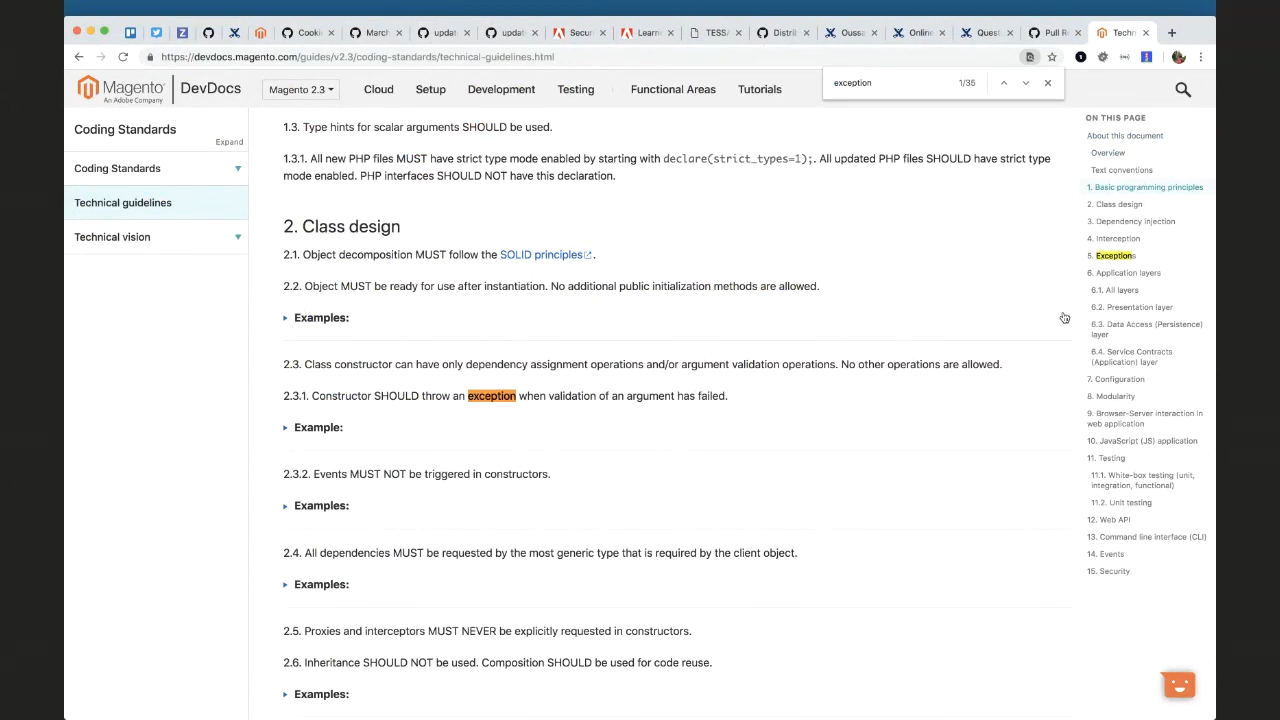 Cookie
March
updat
updat
Secur
Learn
TESS
Distril
Oussa
Online
Quest
Pull Re
Techn
https://devdocs.magento.com/guides/v2.3/coding-standards/technical-guidelines.html
exception
1/35
Magento
An Adobe Company
DevDocs
Magento 2.3
Cloud
Setup
Development
Testing
Functional Areas
Tutorials
Coding Standards
Expand
Coding Standards
Technical guidelines
Technical vision
1.3. Type hints for scalar arguments SHOULD be used.
1.3.1. All new PHP files MUST have strict type mode enabled by starting with declare(strict_types=1);. All updated PHP files SHOULD have strict type
mode enabled. PHP interfaces SHOULD NOT have this declaration.
2. Class design
2.1. Object decomposition MUST follow the SOLID principles.
2.2. Object MUST be ready for use after instantiation. No additional public initialization methods are allowed.
Examples:
2.3. Class constructor can have only dependency assignment operations and/or argument validation operations. No other operations are allowed.
2.3.1. Constructor SHOULD throw an exception when validation of an argument has failed.
Example:
2.3.2. Events MUST NOT be triggered in constructors.
Examples:
2.4. All dependencies MUST be requested by the most generic type that is required by the client object.
Examples:
2.5. Proxies and interceptors MUST NEVER be explicitly requested in constructors.
2.6. Inheritance SHOULD NOT be used. Composition SHOULD be used for code reuse.
Examples:
ON THIS PAGE
About this document
Overview
Text conventions
1. Basic programming principles
2. Class design
3. Dependency injection
4. Interception
5. Exceptions
6. Application layers
6.1. All layers
6.2. Presentation layer
6.3. Data Access (Persistence)
layer
6.4. Service Contracts
(Application) layer
7. Configuration
8. Modularity
9. Browser-Server interaction in
web application
10. JavaScript (JS) application
11. Testing
11.1. White-box testing (unit,
integration, functional)
11.2. Unit testing
12. Web API
13. Command line interface (CLI)
14. Events
15. Security